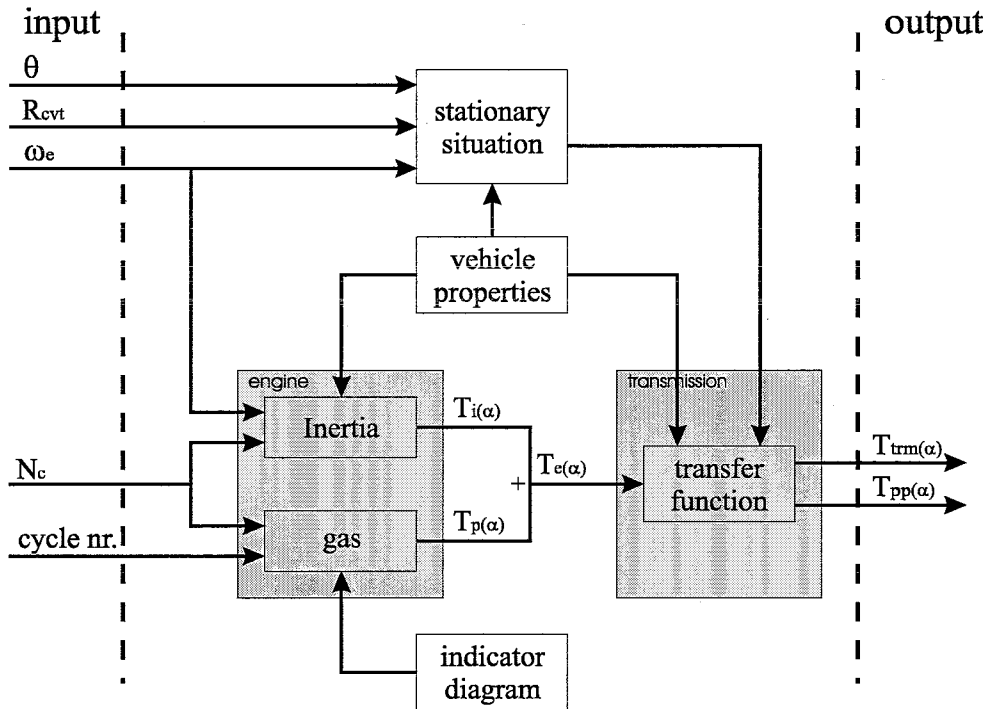 input
output
θ
Rcvt
ωe
stationary
situation
vehicle
properties
engine
transmission
Inertia
Ti(α)
Nc
Te(α)
+
transfer
function
Ttrm(α)
Tpp(α)
gas
Tp(α)
cycle nr.
indicator
diagram